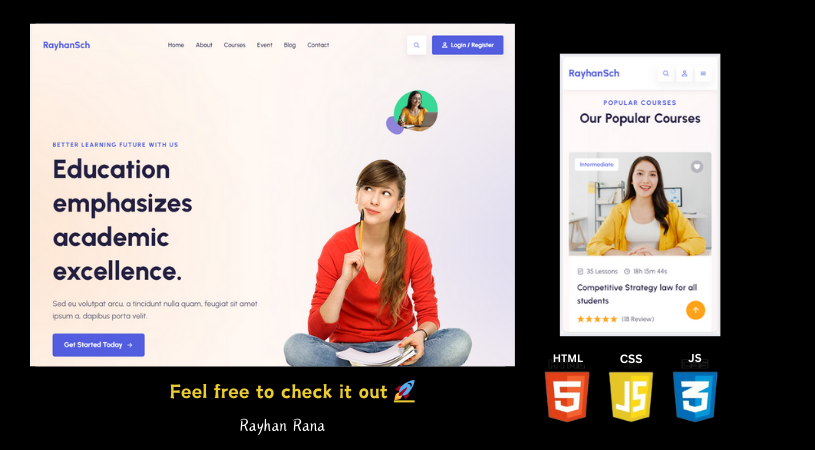 RayhanSch
Home About Courses Event Blog Contact
Login / Register
BETTER LEARNING FUTURE WITH US
Education
emphasizes
academic
excellence.
Sed eu volutpat arcu, a tincidunt nulla quam, feugiat sit amet
ipsum a, dapibus porta velit.
Get Started Today →
RayhanSch
POPULAR COURSES
Our Popular Courses
Intermediate
35 Lessons 18h 15m 44s
Competitive Strategy law for all
students
(18 Review)
HTML CSS JS
5 JS 3
Feel free to check it out 🚀
Rayhan Rana